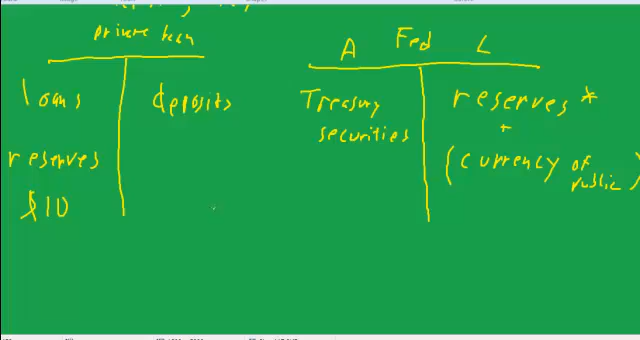 private bank
loans deposits
reserves
$10
A Fed L
Treasury reserves *
securities +
(currency of public)